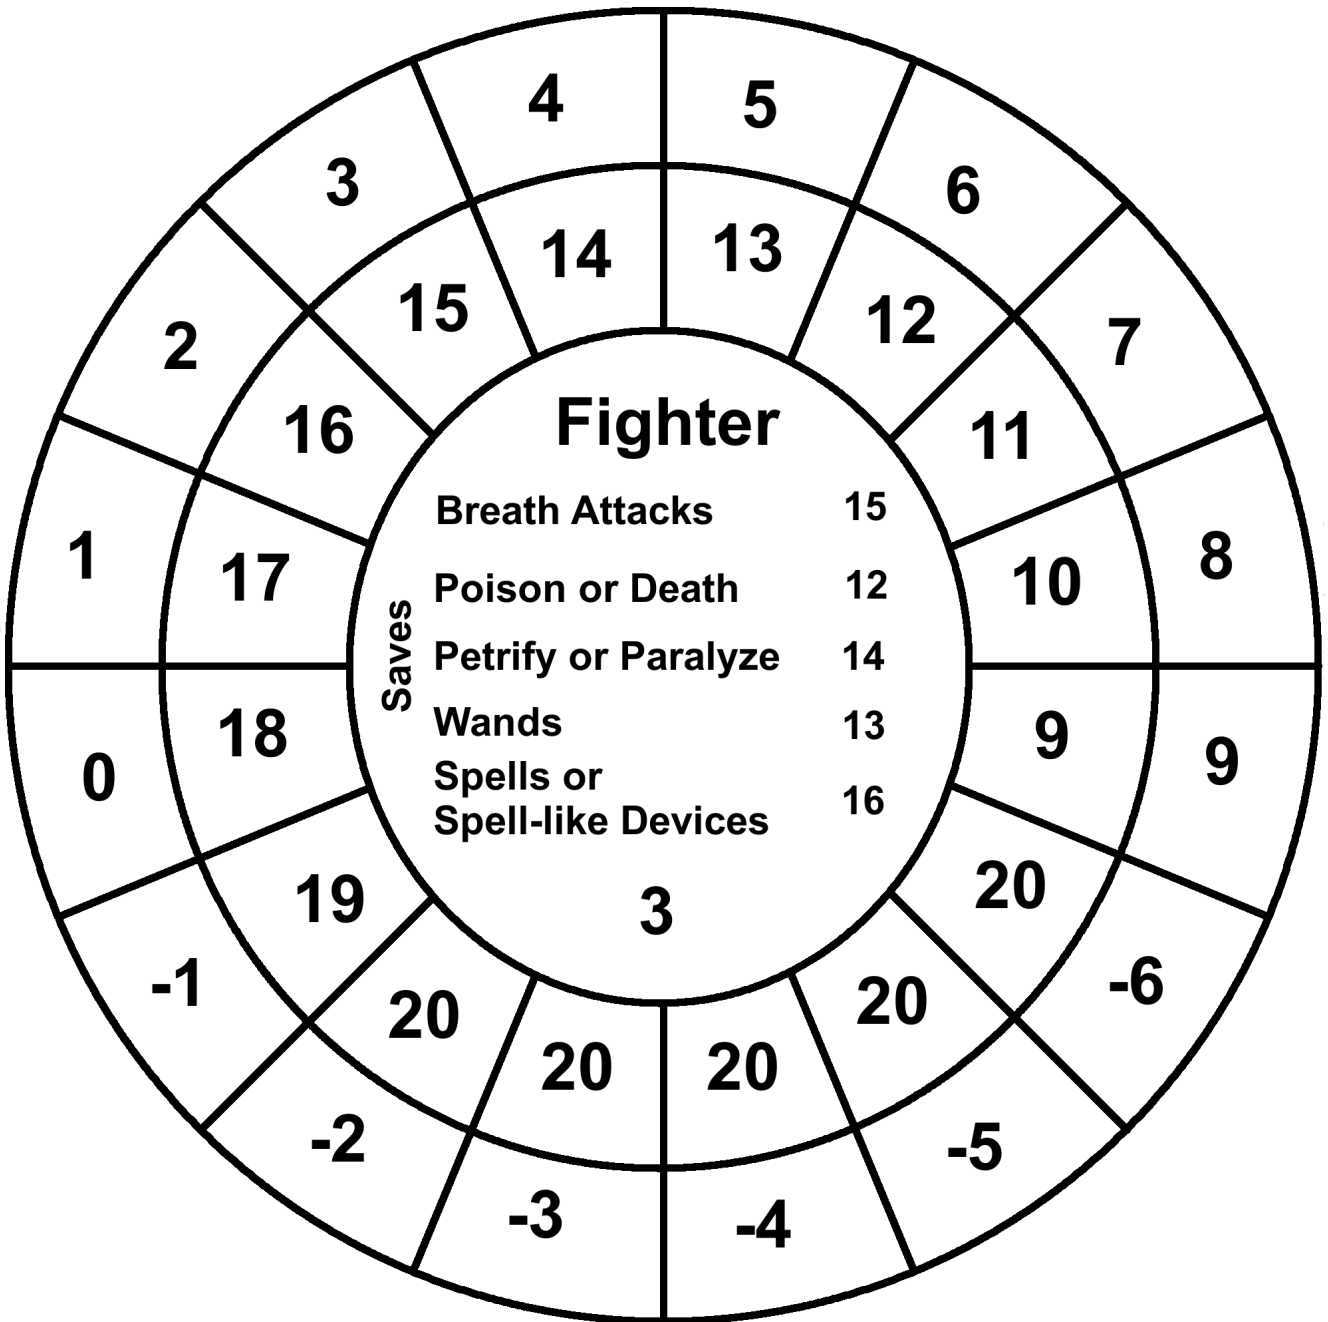 4 5
3 6
14 13
15 12
2 7
16 11
Fighter
Breath Attacks 15
1 17 10 8
Poison or Death 12
Saves
Petrify or Paralyze 14
Wands 13
0 18 9 9
Spells or
Spell-like Devices 16
3
19 20
-1 -6
20 20
20 20
-2 -5
-3 -4